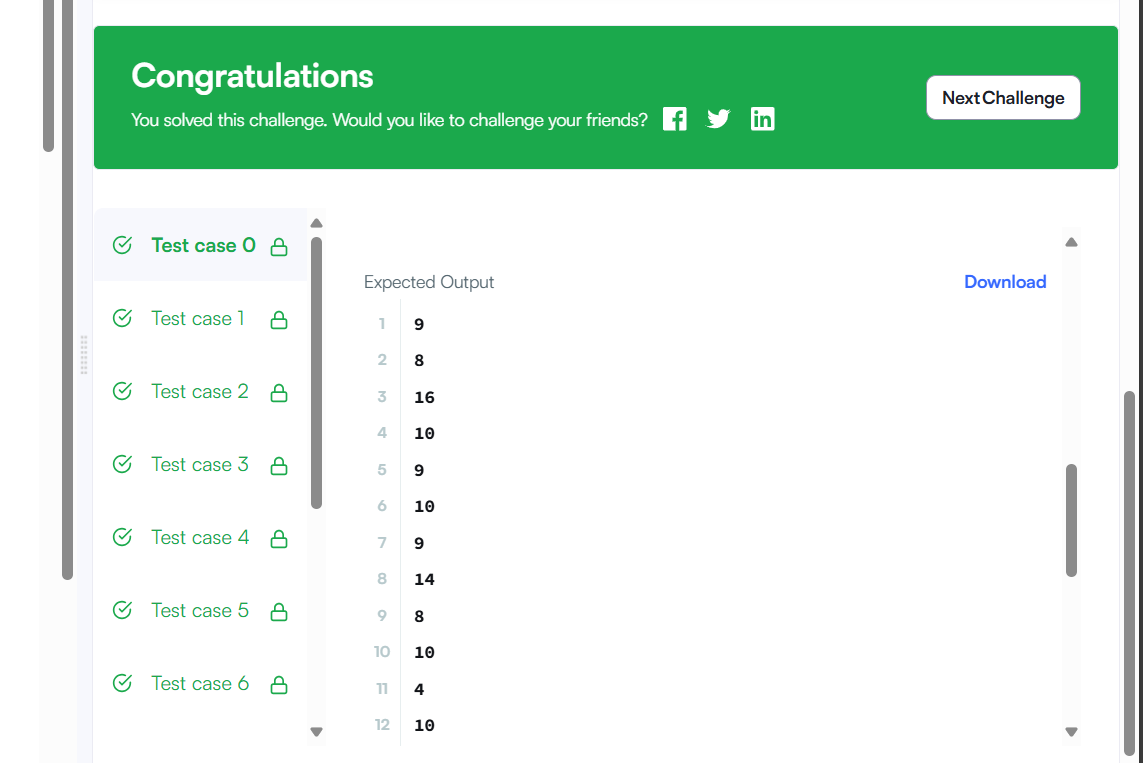 Congratulations
You solved this challenge. Would you like to challenge your friends?
Next Challenge
Test case 0
Test case 1
Test case 2
Test case 3
Test case 4
Test case 5
Test case 6
Expected Output
Download
1 9
2 8
3 16
4 10
5 9
6 10
7 9
8 14
9 8
10 10
11 4
12 10